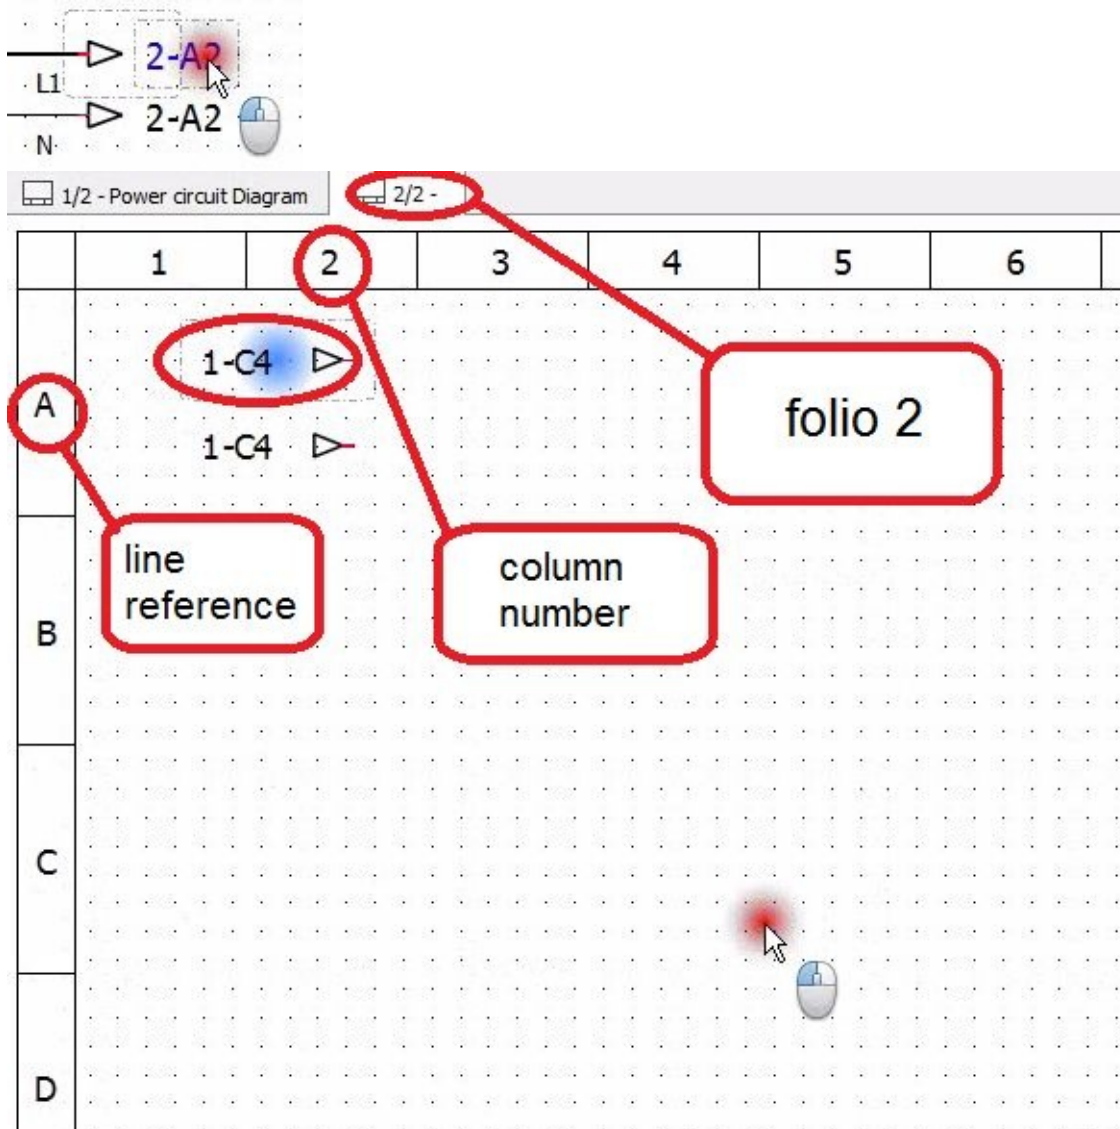 2-A2
L1
2-A2
N
1/2 - Power circuit Diagram
2/2 -
1 2 3 4 5 6
1-C4
A
1-C4
folio 2
line
reference
column
number
B
C
D